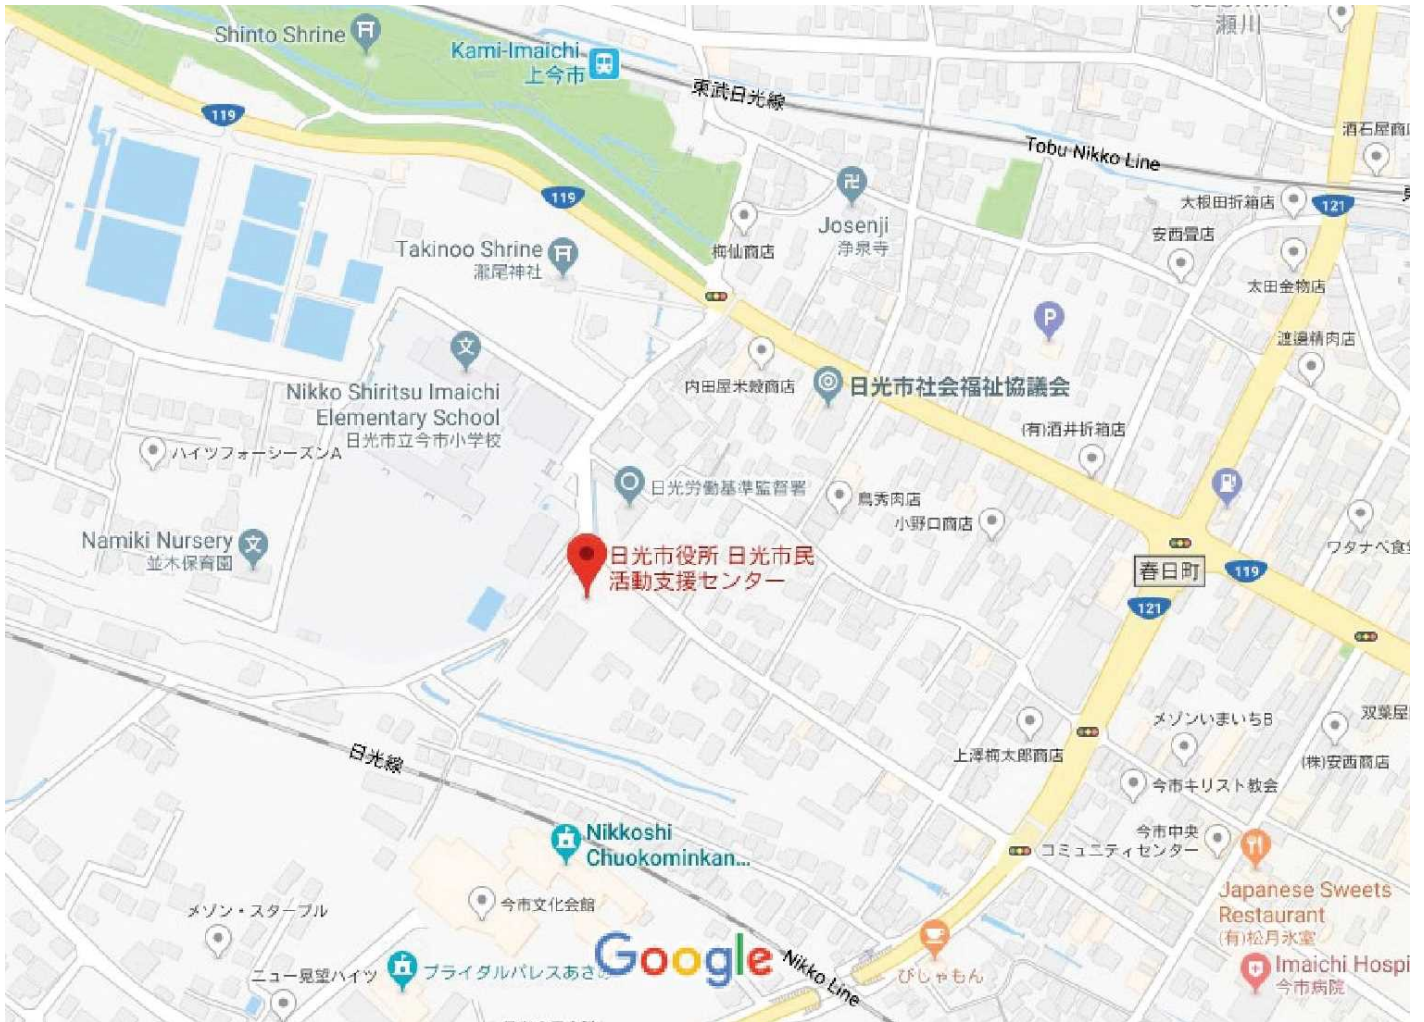 瀬川
Shinto Shrine
Kami-Imaichi
上今市
東武日光線
119
酒石屋商
Tobu Nikko Line
119
大根田折箱店
121
Josenji
浄泉寺
梅仙商店
安西畳店
Takinoo Shrine
瀧尾神社
太田金物店
P
渡邉精肉店
内田屋米穀商店
日光市社会福祉協議会
Nikko Shiritsu Imaichi
Elementary School
日光市立今市小学校
(有)酒井折箱店
ハイツフォーシーズンA
日光労働基準監督署
鳥秀肉店
小野口商店
Namiki Nursery
並木保育園
日光市役所 日光市民
活動支援センター
ワタナベ食
春日町
119
121
双葉屋
メゾンいまいちB
上澤梅太郎商店
(株)安西商店
日光線
今市キリスト教会
今市中央
コミュニティセンター
Nikkoshi
Chuokominkan...
Japanese Sweets
Restaurant
(有)松月氷室
今市文化会館
メゾン・スターブル
Google
Nikko Line
びしゃもん
ニュー晃望ハイツ
ブライダルパレスあさ
Imaichi Hospi
今市病院